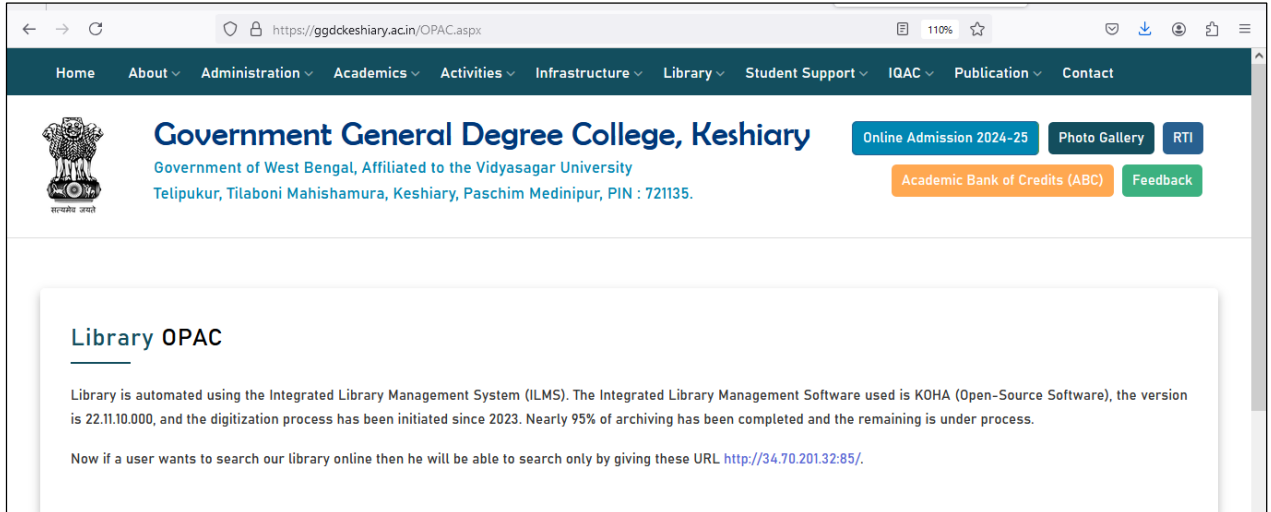 https://ggdckeshiary.ac.in/OPAC.aspx 110%
Home About Administration Academics Activities Infrastructure Library Student Support IQAC Publication Contact
Government General Degree College, Keshiary
Government of West Bengal, Affiliated to the Vidyasagar University
Telipukur, Tilaboni Mahishamura, Keshiary, Paschim Medinipur, PIN : 721135.
सत्यमेव जयते
Online Admission 2024-25 Photo Gallery RTI
Academic Bank of Credits (ABC) Feedback
Library OPAC
Library is automated using the Integrated Library Management System (ILMS). The Integrated Library Management Software used is KOHA (Open-Source Software), the version
is 22.11.10.000, and the digitization process has been initiated since 2023. Nearly 95% of archiving has been completed and the remaining is under process.
Now if a user wants to search our library online then he will be able to search only by giving these URL http://34.70.201.32:85/.